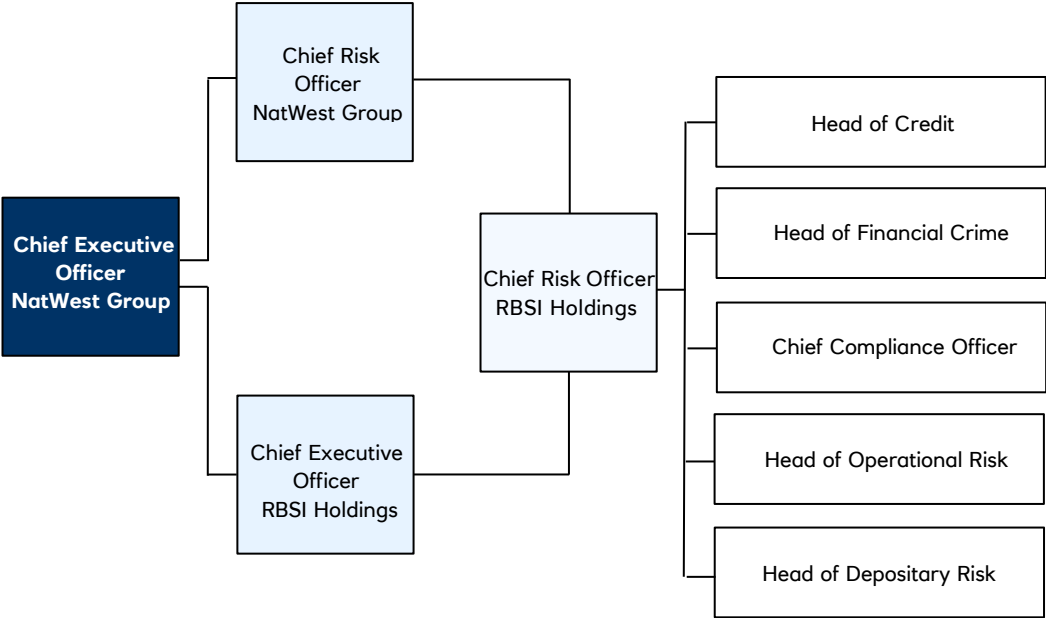 Chief Risk
Officer
NatWest Group
Chief Executive
Officer
NatWest Group
Chief Risk Officer
RBSI Holdings
Chief Executive
Officer
RBSI Holdings
Head of Credit
Head of Financial Crime
Chief Compliance Officer
Head of Operational Risk
Head of Depositary Risk